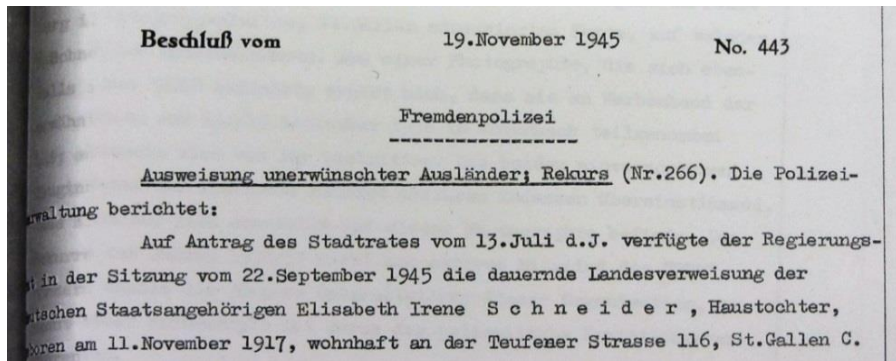 Beschluß vom 19.November 1945 No. 443
Fremdenpolizei
Ausweisung unerwünschter Ausländer; Rekurs (Nr.266). Die Polizei-
waltung berichtet:
Auf Antrag des Stadtrates vom 13.Juli d.J. verfügte der Regierungs-
in der Sitzung vom 22.September 1945 die dauernde Landesverweisung der
tschen Staatsangehörigen Elisabeth Irene S c h n e i d e r , Haustochter,
boren am 11.November 1917, wohnhaft an der Teufener Strasse 116, St.Gallen C.